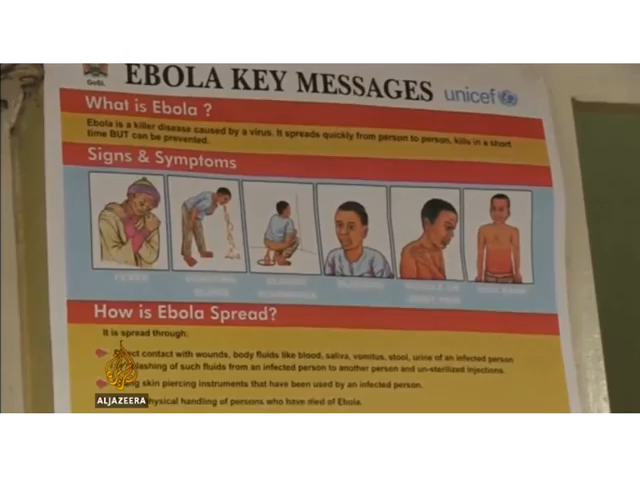 GoSL
EBOLA KEY MESSAGES
unicef
What is Ebola ?
Ebola is a killer disease caused by a virus. It spreads quickly from person to person, kills in a short
time BUT can be prevented.
Signs & Symptoms
FEVER
How is Ebola Spread?
It is spread through:
contact with wounds, body fluids like blood, saliva, vomitus, stool, urine of an infected person
splashing of such fluids from an infected person to another person and un-sterilized injections.
skin piercing instruments that have been used by an infected person.
physical handling of persons who have died of Ebola.
ALJAZEERA